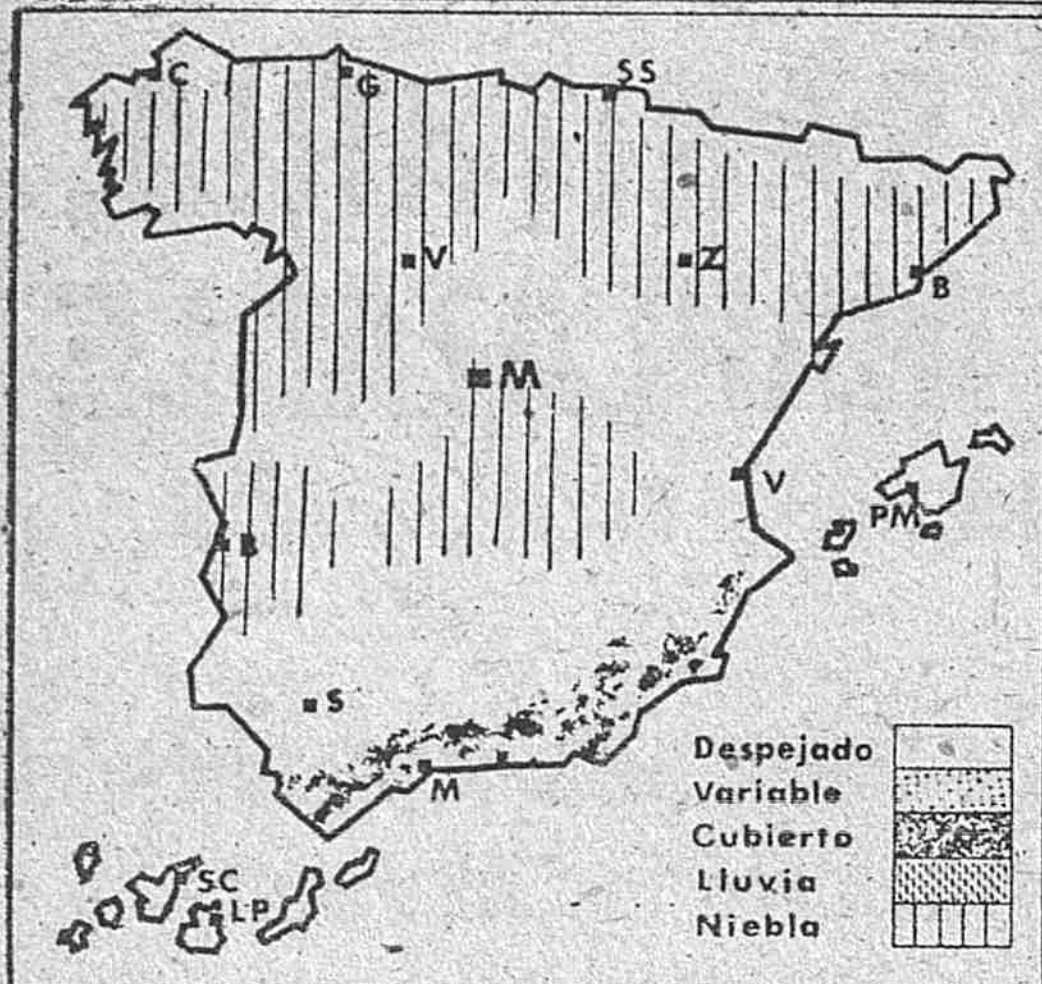 C
G
SS
V
Z
B
M
V
PM
B
S
M
SC
LP
Despejado
Variable
Cubierto
Lluvia
Niebla